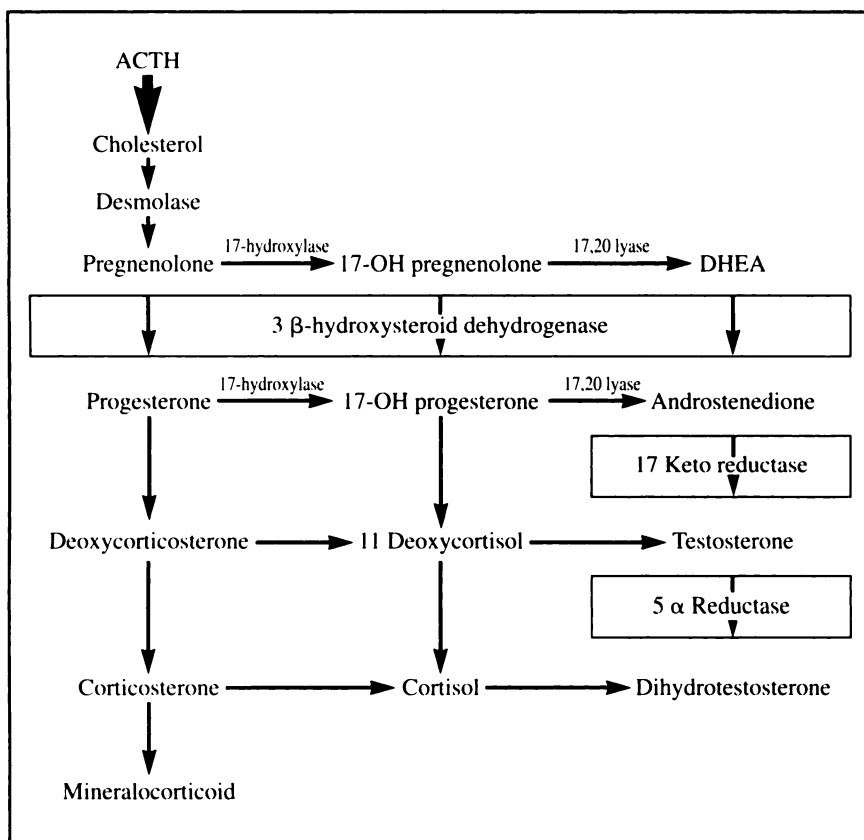 ACTH
Cholesterol
Desmolase
17-hydroxylase 17,20 lyase
Pregnenolone 17-OH pregnenolone DHEA
3 β-hydroxysteroid dehydrogenase
17-hydroxylase 17,20 lyase
Progesterone 17-OH progesterone Androstenedione
17 Keto reductase
Deoxycorticosterone 11 Deoxycortisol Testosterone
5 α Reductase
Corticosterone Cortisol Dihydrotestosterone
Mineralocorticoid